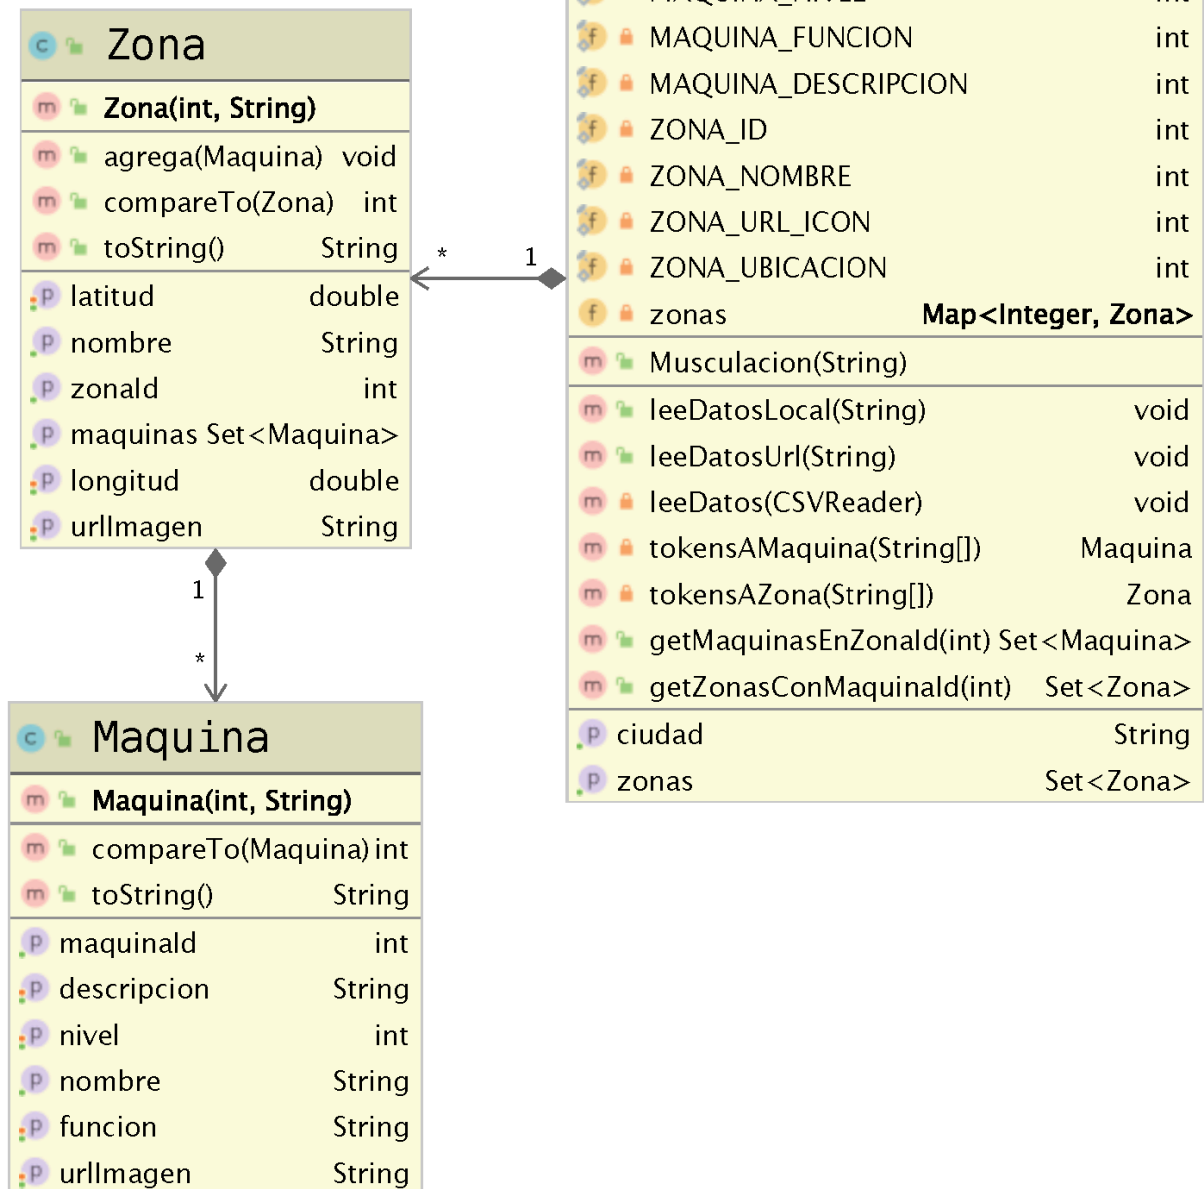 Zona
Zona(int, String)
agrega(Maquina) void
compareTo(Zona) int
toString() String
latitud double
nombre String
zonaId int
maquinas Set<Maquina>
longitud double
urlImagen String
1
*
Maquina
Maquina(int, String)
compareTo(Maquina) int
toString() String
maquinaId int
descripcion String
nivel int
nombre String
funcion String
urlImagen String
* 1
MAQUINA_NIVEL int
MAQUINA_FUNCION int
MAQUINA_DESCRIPCION int
ZONA_ID int
ZONA_NOMBRE int
ZONA_URL_ICON int
ZONA_UBICACION int
zonas Map<Integer, Zona>
Musculacion(String)
leeDatosLocal(String) void
leeDatosUrl(String) void
leeDatos(CSVReader) void
tokensAMaquina(String[]) Maquina
tokensAZona(String[]) Zona
getMaquinasEnZonaId(int) Set<Maquina>
getZonasConMaquinaId(int) Set<Zona>
ciudad String
zonas Set<Zona>